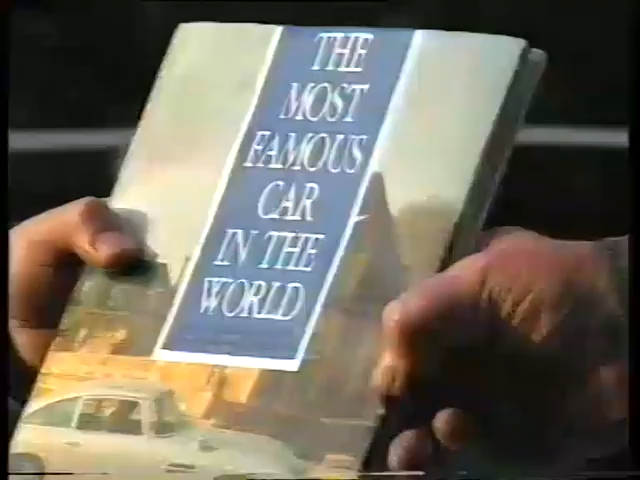 THE
MOST
FAMOUS
CAR
IN THE
WORLD